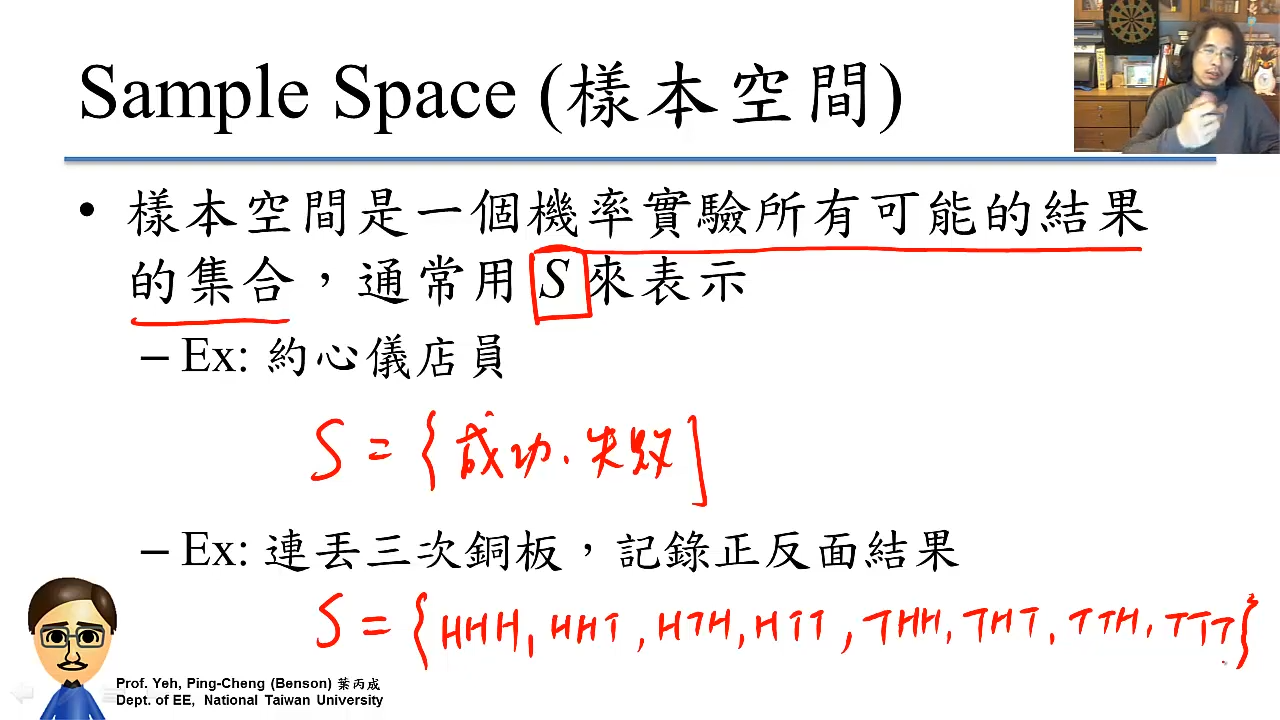 Sample Space (樣本空間)
• 樣本空間是一個機率實驗所有可能的結果
的集合，通常用 S 來表示
– Ex: 約心儀店員
S = {成功, 失敗}
– Ex: 連丟三次銅板，記錄正反面結果
S = {HHH, HHT, HTH, HTT, THH, THT, TTH, TTT}
Prof. Yeh, Ping-Cheng (Benson) 葉丙成
Dept. of EE, National Taiwan University